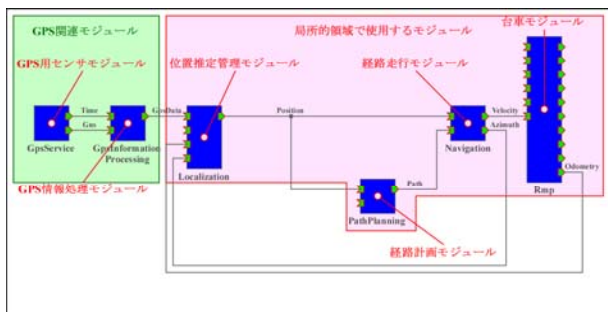 GPS関連モジュール
局所的領域で使用するモジュール
台車モジュール
GPS用センサモジュール
位置推定管理モジュール
経路走行モジュール
Time
Gns
GpsData
Position
Velocity
Azimuth
GpsService
GpsInformation
Processing
Localization
Navigation
Odometry
Rmp
GPS情報処理モジュール
Path
PathPlanning
経路計画モジュール